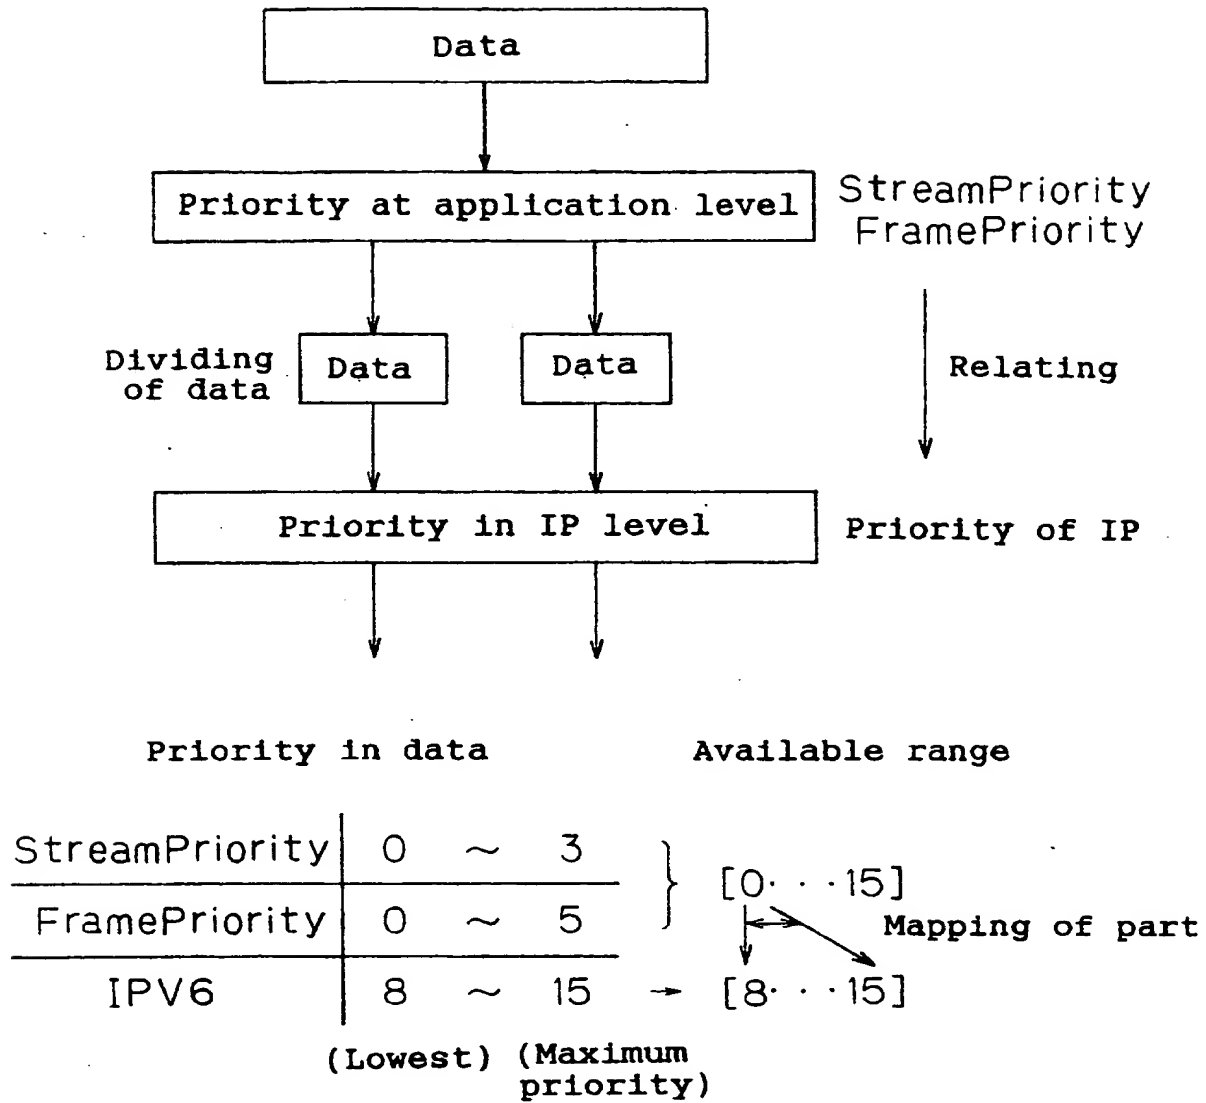 Data
Priority at application level
StreamPriority
FramePriority
Dividing
of data
Data
Data
Relating
Priority in IP level
Priority of IP
Priority in data
Available range
StreamPriority 0 ~ 3
[0· · ·15]
FramePriority 0 ~ 5
Mapping of part
IPV6 8 ~ 15 → [8· · ·15]
(Lowest) (Maximum
priority)